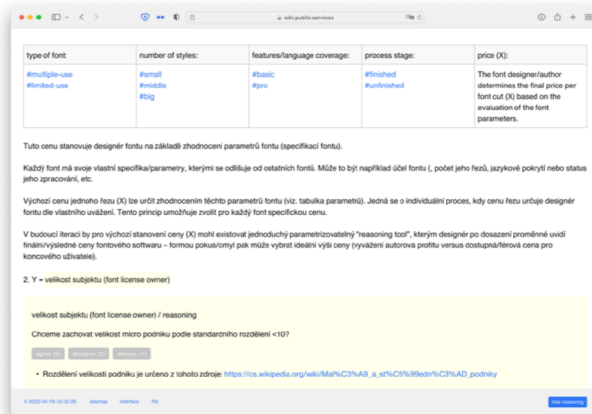 wiki.public.services
type of font: number of styles: features/language coverage: process stage: price (X):
#multiple-use #small #basic #finished The font designer/author
#limited-use #middle #pro #unfinished determines the final price per
#big font cut (X) based on the
evaluation of the font
parameters.
Tuto cenu stanovuje designér fontu na základě zhodnocení parametrů fontu (specifikací fontu).
Každý font má svoje vlastní specifika/parametry, kterými se odlišuje od ostatních fontů. Může to být například účel fontu (, počet jeho řezů, jazykové pokrytí nebo status
jeho zpracování, etc.
Výchozí cenu jednoho řezu (X) lze určit zhodnocením těchto parametrů fontu (viz. tabulka parametrů). Jedná se o individuální proces, kdy cenu řezu určuje designér
fontu dle vlastního uvážení. Tento princip umožňuje zvolit pro každý font specifickou cenu.
V budoucí iteraci by pro výchozí stanovení ceny (X) mohl existovat jednoduchý parametrizovatelný "reasoning tool", kterým designér po dosazení proměnné uvidí
finální/výsledné ceny fontového softwaru – formou pokus/omyl pak může vybrat ideální výši ceny (vyvážení autorova profitu versus dostupná/férová cena pro
koncového uživatele).
2. Y = velikost subjektu (font license owner)
velikost subjektu (font license owner) / reasoning
Chceme zachovat velikost micro podniku podle standardního rozdělení <10?
agree (0) disagree (0) discuss (1)
• Rozdělení velikosti podniku je určeno z tohoto zdroje: https://cs.wikipedia.org/wiki/Mal%C3%A9_a_st%C5%99edn%C3%AD_podniky
sitemap interface
hide reasoning